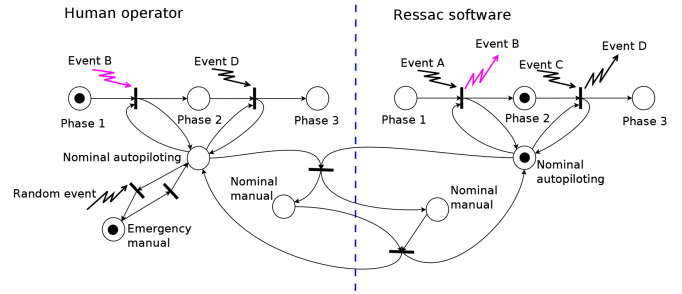 Human operator
Ressac software
Event B
Event D
Event A
Event B
Event C
Event D
Phase 1
Phase 2
Phase 3
Phase 1
Phase 2
Phase 3
Nominal autopiloting
Nominal
autopiloting
Random event
Nominal
manual
Nominal
manual
Emergency
manual